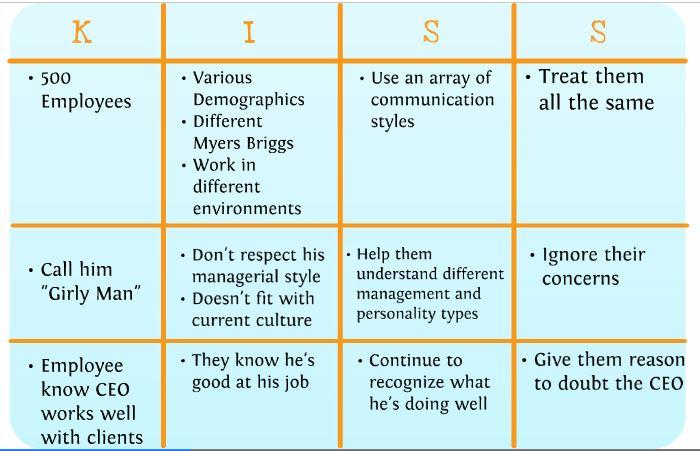 K I S S
• 500
Employees
• Various
Demographics
• Different
Myers Briggs
• Work in
different
environments
• Use an array of
communication
styles
• Treat them
all the same
• Call him
"Girly Man"
• Don't respect his
managerial style
• Doesn't fit with
current culture
• Help them
understand different
management and
personality types
• Ignore their
concerns
• Employee
know CEO
works well
with clients
• They know he's
good at his job
• Continue to
recognize what
he's doing well
• Give them reason
to doubt the CEO